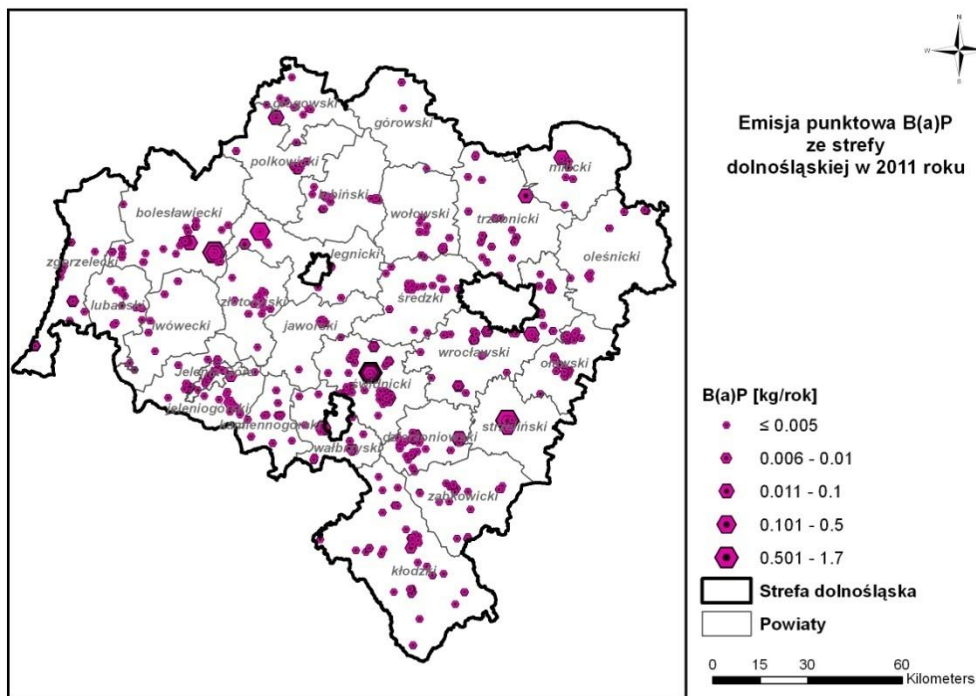 N
W
E
S
Emisja punktowa B(a)P
ze strefy
dolnośląskiej w 2011 roku
głogowski
górowski
polkowicki
milicki
lubiński
bolesławiecki
wołowski
trzebnicki
zgorzelecki
legnicki
oleśnicki
lubański
złotoryjski
średzki
lwówecki
jaworski
wrocławski
Jelenia Góra
oławski
świdnicki
jeleniogórski
kamiennogórski
strzeliński
wałbrzyski
dzierżoniowski
ząbkowicki
kłodzki
B(a)P [kg/rok]
≤ 0.005
0.006 - 0.01
0.011 - 0.1
0.101 - 0.5
0.501 - 1.7
Strefa dolnośląska
Powiaty
0 15 30 60
Kilometers